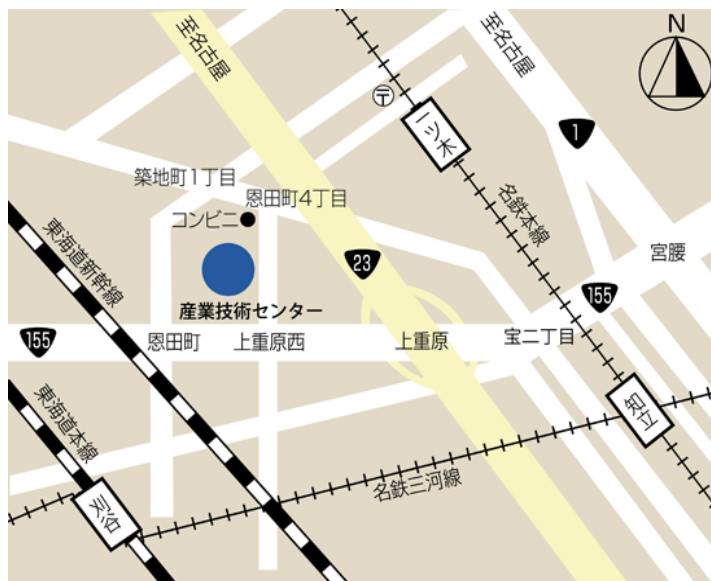 N
至名古屋
至名古屋
〒
一ツ木
1
築地町1丁目
恩田町4丁目
コンビニ
名鉄本線
東海道新幹線
宮腰
23
155
産業技術センター
155
恩田町
上重原西
上重原
宝二丁目
東海道本線
知立
名鉄三河線
刈谷